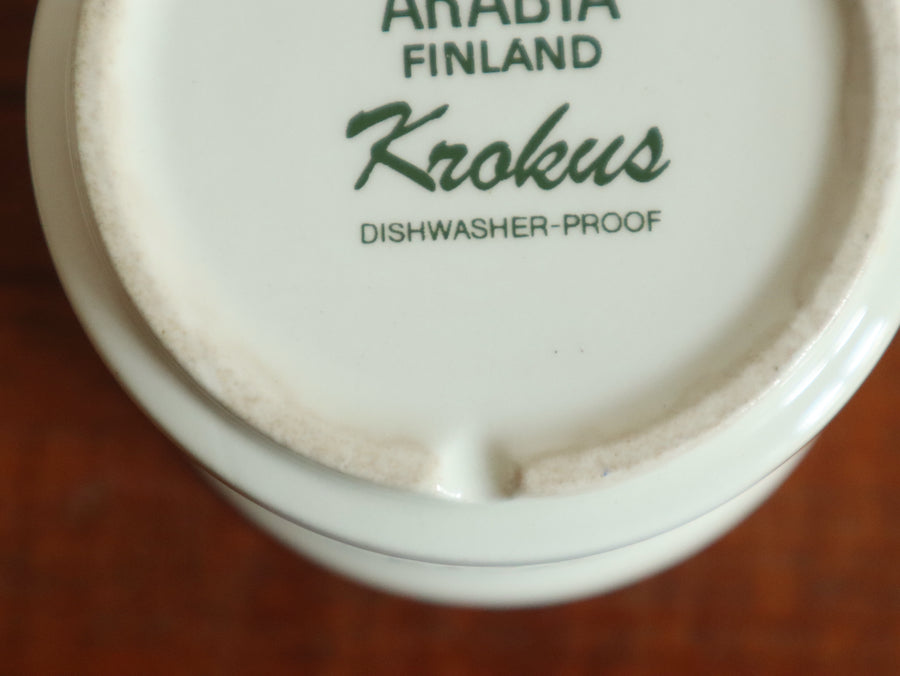 ARABIA
FINLAND
Krokus
DISHWASHER-PROOF